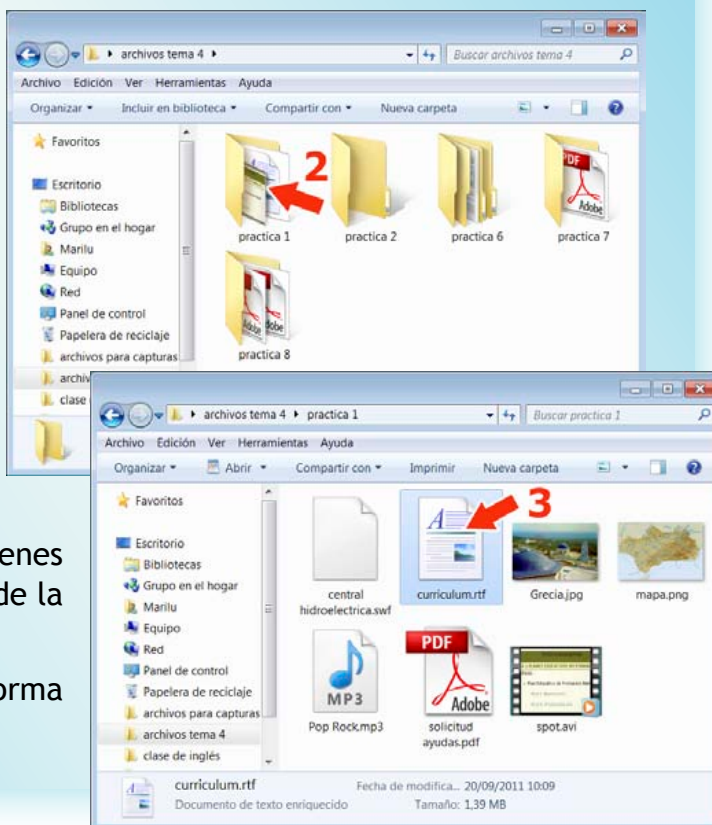 archivos tema 4
Buscar archivos tema 4
Archivo Edición Ver Herramientas Ayuda
Organizar Incluir en biblioteca Compartir con Nueva carpeta
Favoritos
Escritorio
Bibliotecas
Grupo en el hogar
Marilu
Equipo
Red
Panel de control
Papelera de reciclaje
archivos para capturas
archiv
clase
2
PDF
Adobe
practica 1 practica 2 practica 6 practica 7
Adobe
practica 8
enes
de la
orma
archivos tema 4 practica 1
Buscar practica 1
Archivo Edición Ver Herramientas Ayuda
Organizar Abrir Compartir con Imprimir Nueva carpeta
Favoritos
Escritorio
Bibliotecas
Grupo en el hogar
Marilu
Equipo
Red
Panel de control
Papelera de reciclaje
archivos para capturas
archivos tema 4
clase de inglés
A
3
central
hidroelectrica.swf
curriculum.rtf Grecia.jpg mapa.png
MP3
PDF
Adobe
Pop Rock.mp3
solicitud
ayudas.pdf
spot.avi
curriculum.rtf Fecha de modifica... 20/09/2011 10:09
Documento de texto enriquecido Tamaño: 1,39 MB